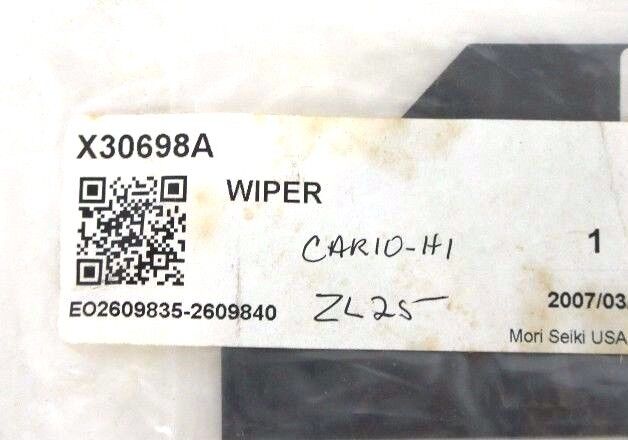 X30698A
WIPER
CAR10-H1
1
EO2609835-2609840
ZL25
2007/03
Mori Seiki USA